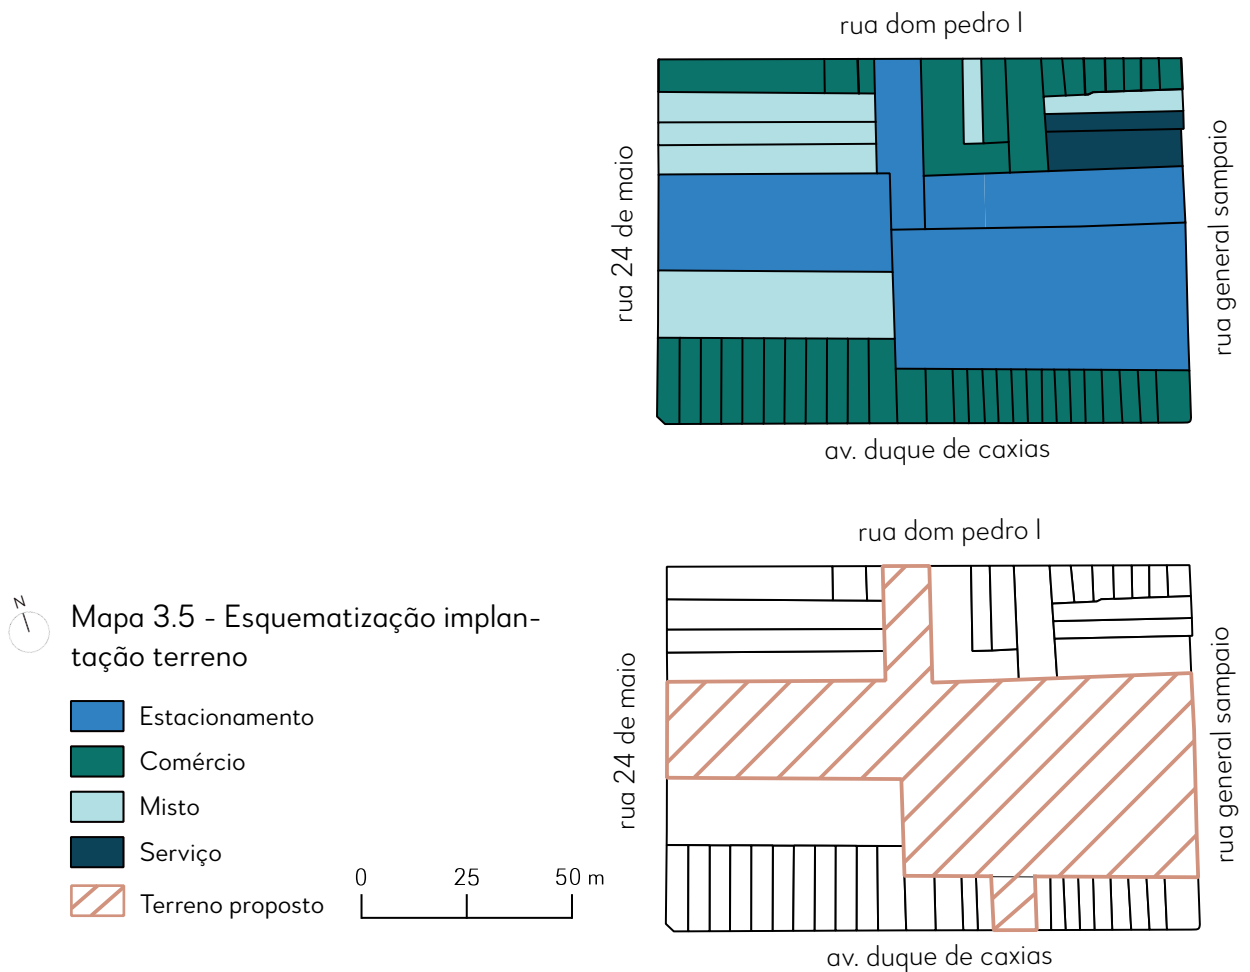 rua dom pedro I
rua 24 de maio
rua general sampaio
av. duque de caxias
rua dom pedro I
N
Mapa 3.5 - Esquematização implan-
tação terreno
Estacionamento
Comércio
Misto
Serviço
Terreno proposto
0 25 50 m
rua 24 de maio
rua general sampaio
av. duque de caxias